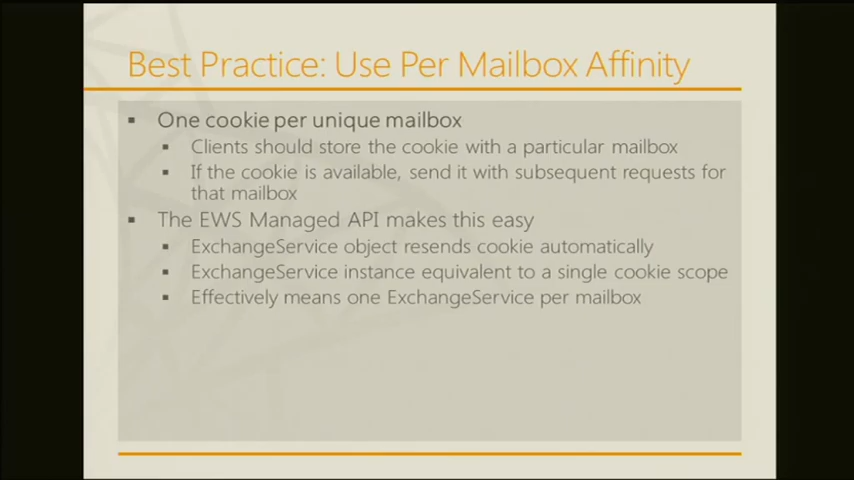 Best Practice: Use Per Mailbox Affinity
One cookie per unique mailbox
Clients should store the cookie with a particular mailbox
If the cookie is available, send it with subsequent requests for
that mailbox
The EWS Managed API makes this easy
ExchangeService object resends cookie automatically
ExchangeService instance equivalent to a single cookie scope
Effectively means one ExchangeService per mailbox